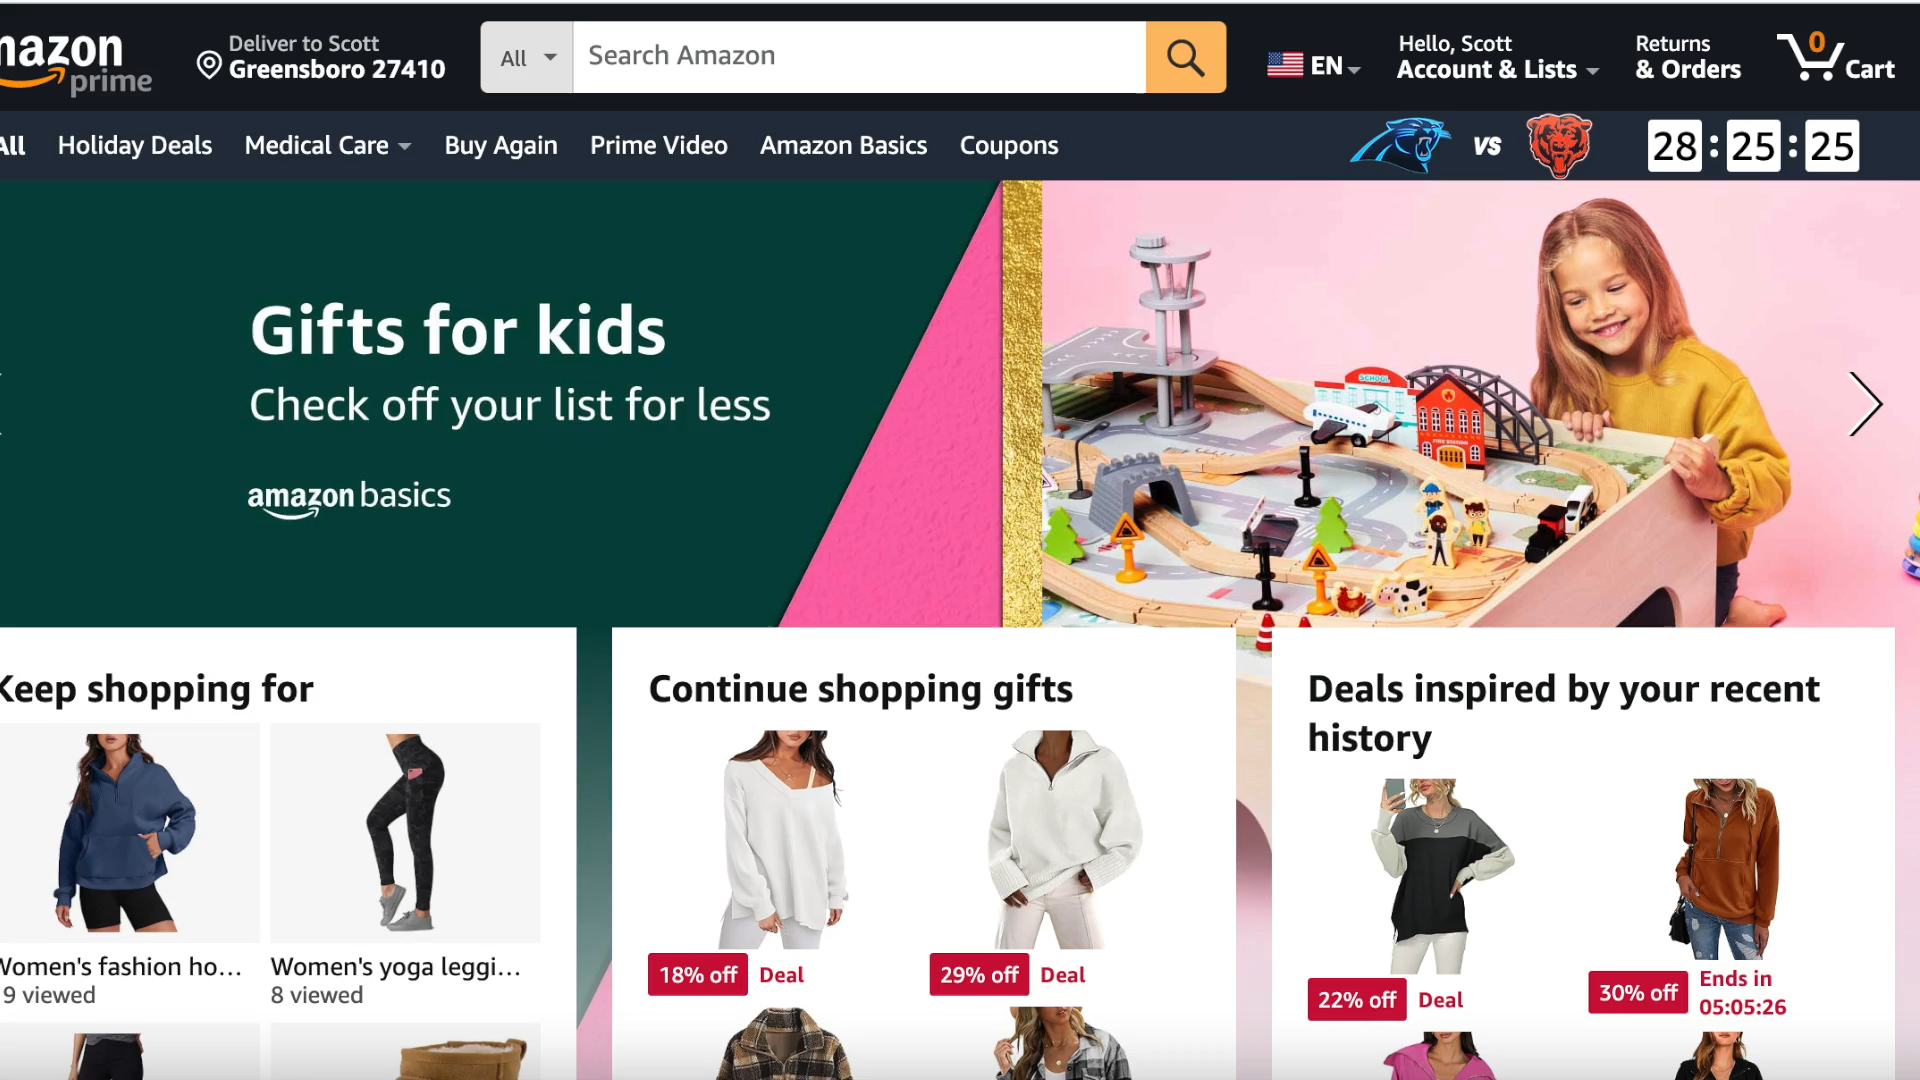 mazon
prime
Deliver to Scott
Greensboro 27410
All
Search Amazon
EN
Hello, Scott
Account & Lists
Returns
& Orders
0
Cart
All
Holiday Deals
Medical Care
Buy Again
Prime Video
Amazon Basics
Coupons
VS
28 : 25 : 25
Gifts for kids
Check off your list for less
amazon basics
SCHOOL
FIRE STATION
Keep shopping for
Women's fashion ho...
9 viewed
Women's yoga leggi...
8 viewed
Continue shopping gifts
18% off Deal
29% off Deal
Deals inspired by your recent
history
22% off Deal
30% off
Ends in
05:05:26